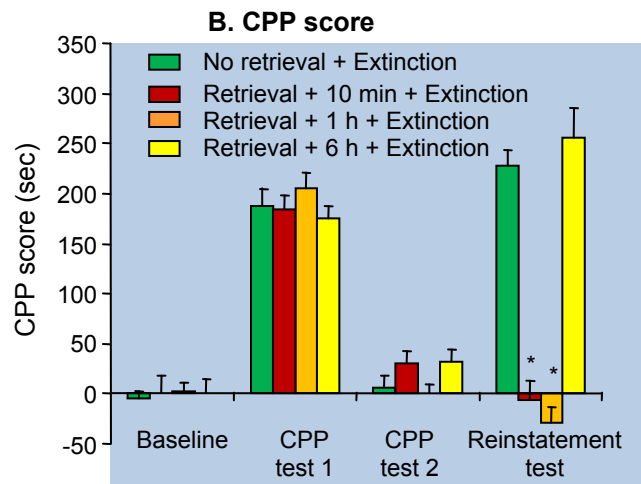 B. CPP score
350
300
250
200
150
100
50
0
-50
CPP score (sec)
No retrieval + Extinction
Retrieval + 10 min + Extinction
Retrieval + 1 h + Extinction
Retrieval + 6 h + Extinction
*
*
Baseline
CPP
test 1
CPP
test 2
Reinstatement
test